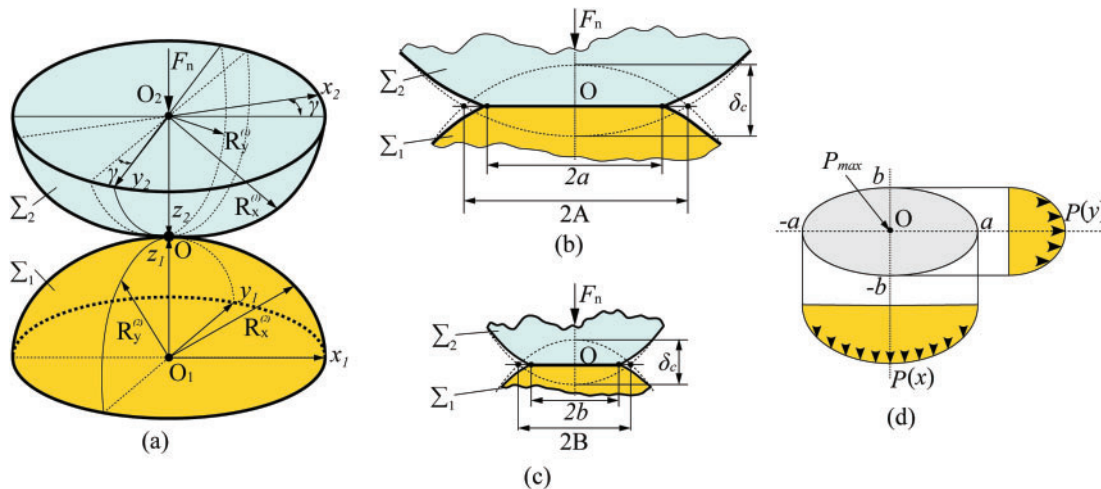 Fn
O2
x2
γ
Ry(1)
γ
y2
Rx(1)
Σ2
z2
O
z1
Σ1
y1
Ry(2)
Rx(2)
O1
x1
(a)
Fn
Σ2
O
δc
Σ1
2a
2A
(b)
Fn
Σ2
O
δc
Σ1
2b
2B
(c)
Pmax
b
-a
O
a
P(y)
-b
P(x)
(d)